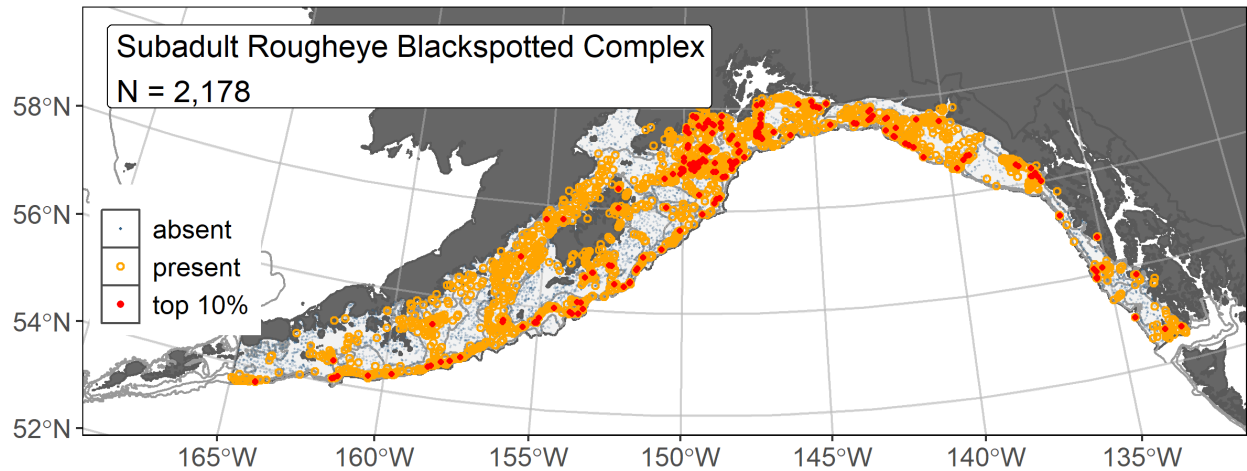 Subadult Rougheye Blackspotted Complex
N = 2,178
58°N
56°N
54°N
52°N
absent
present
top 10%
165°W
160°W
155°W
150°W
145°W
140°W
135°W